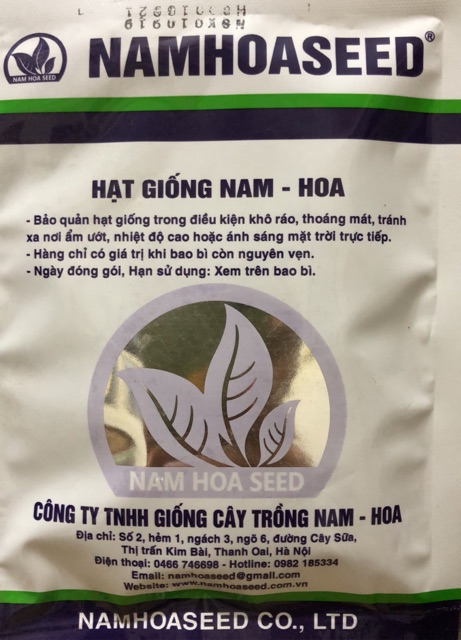 NAM HOA SEED
NAMHOASEED®
HẠT GIỐNG NAM - HOA
- Bảo quản hạt giống trong điều kiện khô ráo, thoáng mát, tránh
xa nơi ẩm ướt, nhiệt độ cao hoặc ánh sáng mặt trời trực tiếp.
- Hàng chỉ có giá trị khi bao bì còn nguyên vẹn.
- Ngày đóng gói, Hạn sử dụng: Xem trên bao bì.
NAM HOA SEED
CÔNG TY TNHH GIỐNG CÂY TRỒNG NAM - HOA
Địa chỉ: Số 2, hẻm 1, ngách 3, ngõ 6, đường Cây Sữa,
Thị trấn Kim Bài, Thanh Oai, Hà Nội
Điện thoại: 0466 746698 - Hotline: 0982 185334
Email: namhoaseed@gmail.com
Website: www.namhoaseed.com.vn
NAMHOASEED CO., LTD